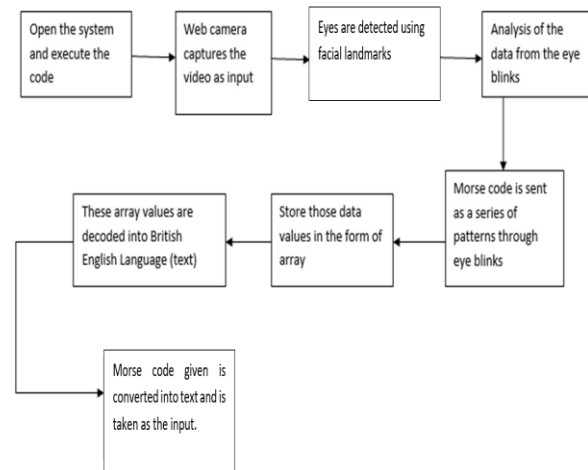 Open the system
and execute the
code
Web camera
captures the
video as input
Eyes are detected using
facial landmarks
Analysis of the
data from the eye
blinks
Morse code is sent
as a series of
patterns through
eye blinks
Store those data
values in the form of
array
These array values are
decoded into British
English Language (text)
Morse code given is
converted into text and is
taken as the input.